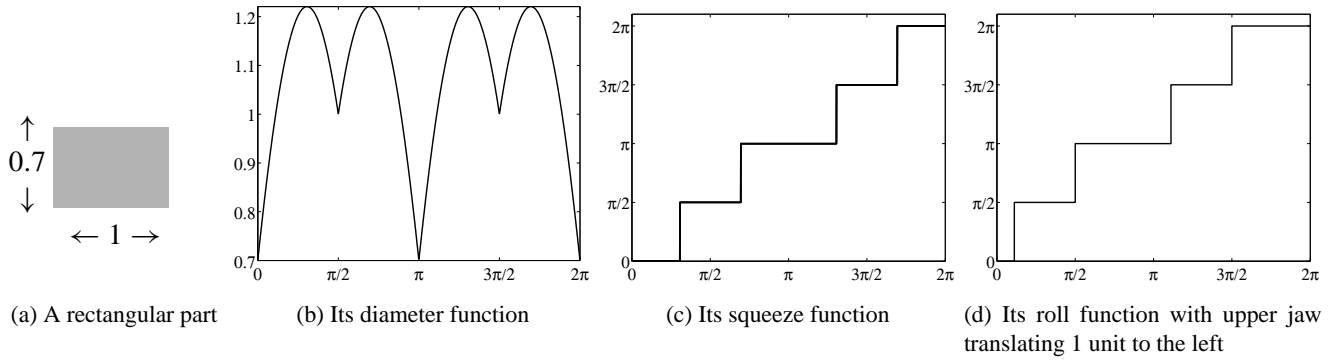 ↑
0.7
↓
← 1 →
1.2
1.1
1
0.9
0.8
0.7
0 π/2 π 3π/2 2π
2π
3π/2
π
π/2
0
0 π/2 π 3π/2 2π
2π
3π/2
π
π/2
0
0 π/2 π 3π/2 2π
(a) A rectangular part
(b) Its diameter function
(c) Its squeeze function
(d) Its roll function with upper jaw
translating 1 unit to the left